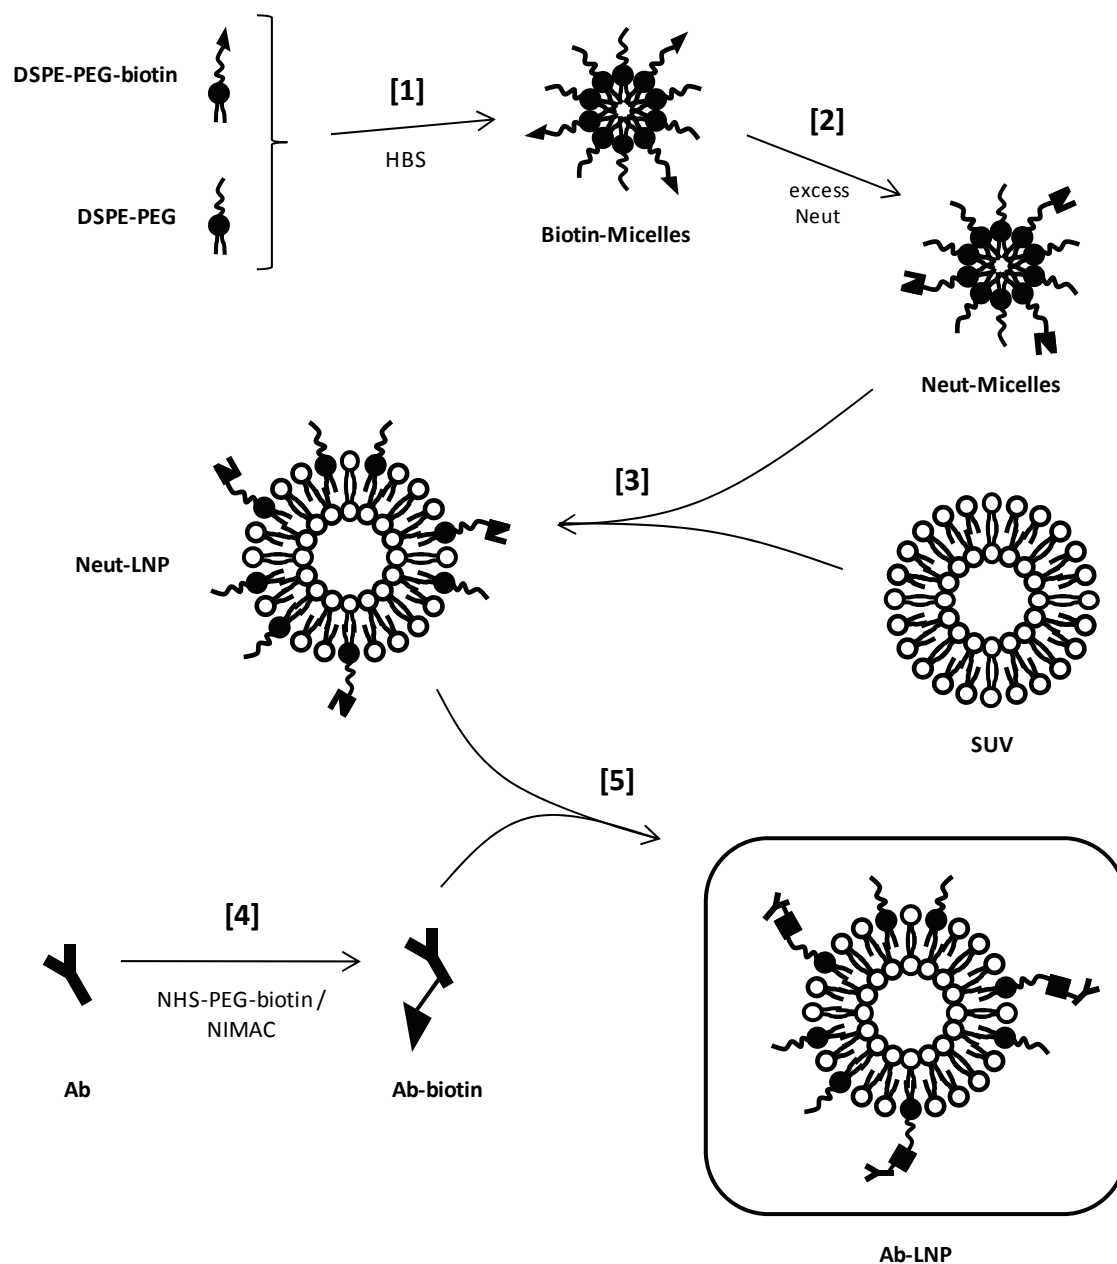 DSPE-PEG-biotin
DSPE-PEG
[1]
HBS
Biotin-Micelles
[2]
excess
Neut
N
N
N
Neut-Micelles
[3]
N
N
N
Neut-LNP
SUV
[5]
[4]
NHS-PEG-biotin /
NIMAC
Ab
Ab-biotin
Ab-LNP